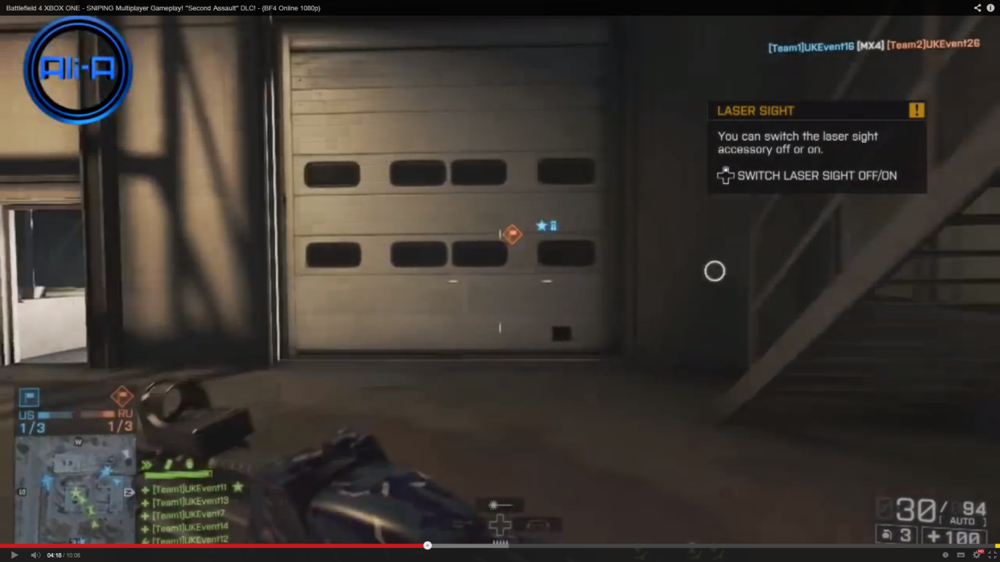 Battlefield 4 XBOX ONE - SNIPING Multiplayer Gameplay! "Second Assault" DLC! - (BF4 Online 1080p)
Ali-A
[Team1]UKEvent16 [MX4] [Team2]UKEvent26
LASER SIGHT
You can switch the laser sight
accessory off or on.
SWITCH LASER SIGHT OFF/ON
US RU
1/3 1/3
W
N
[Team1]UKEvent11
[Team1]UKEvent13
[Team1]UKEvent7
[Team1]UKEvent14
[Team1]UKEvent12
30/ 94
[ AUTO ]
3 +100
04:18 / 10:06
HD